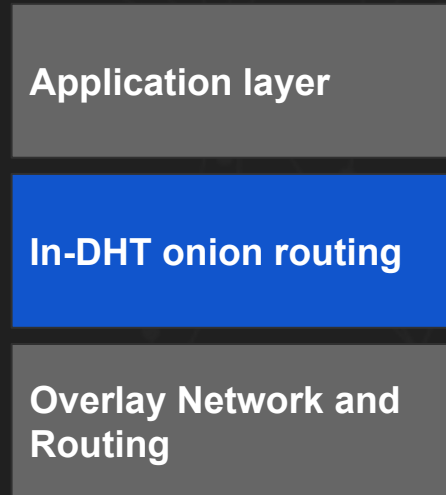 Application layer
In-DHT onion routing
Overlay Network and
Routing